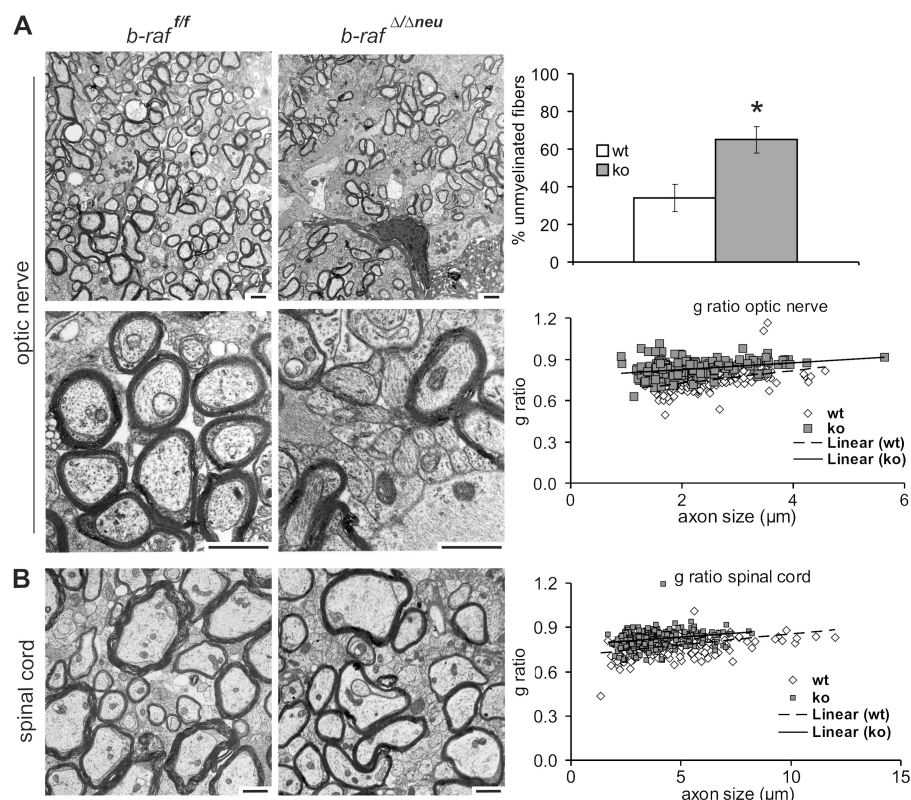 A
b-raf f/f
b-raf Δ/Δneu
optic nerve
100
80
60
40
20
0
% unmyelinated fibers
wt
ko
*
g ratio optic nerve
1.2
0.9
0.6
0.3
0.0
g ratio
wt
ko
Linear (wt)
Linear (ko)
0 2 4 6
axon size (µm)
B
spinal cord
g ratio spinal cord
1.2
0.9
0.6
0.3
0.0
g ratio
wt
ko
Linear (wt)
Linear (ko)
0 5 10 15
axon size (µm)